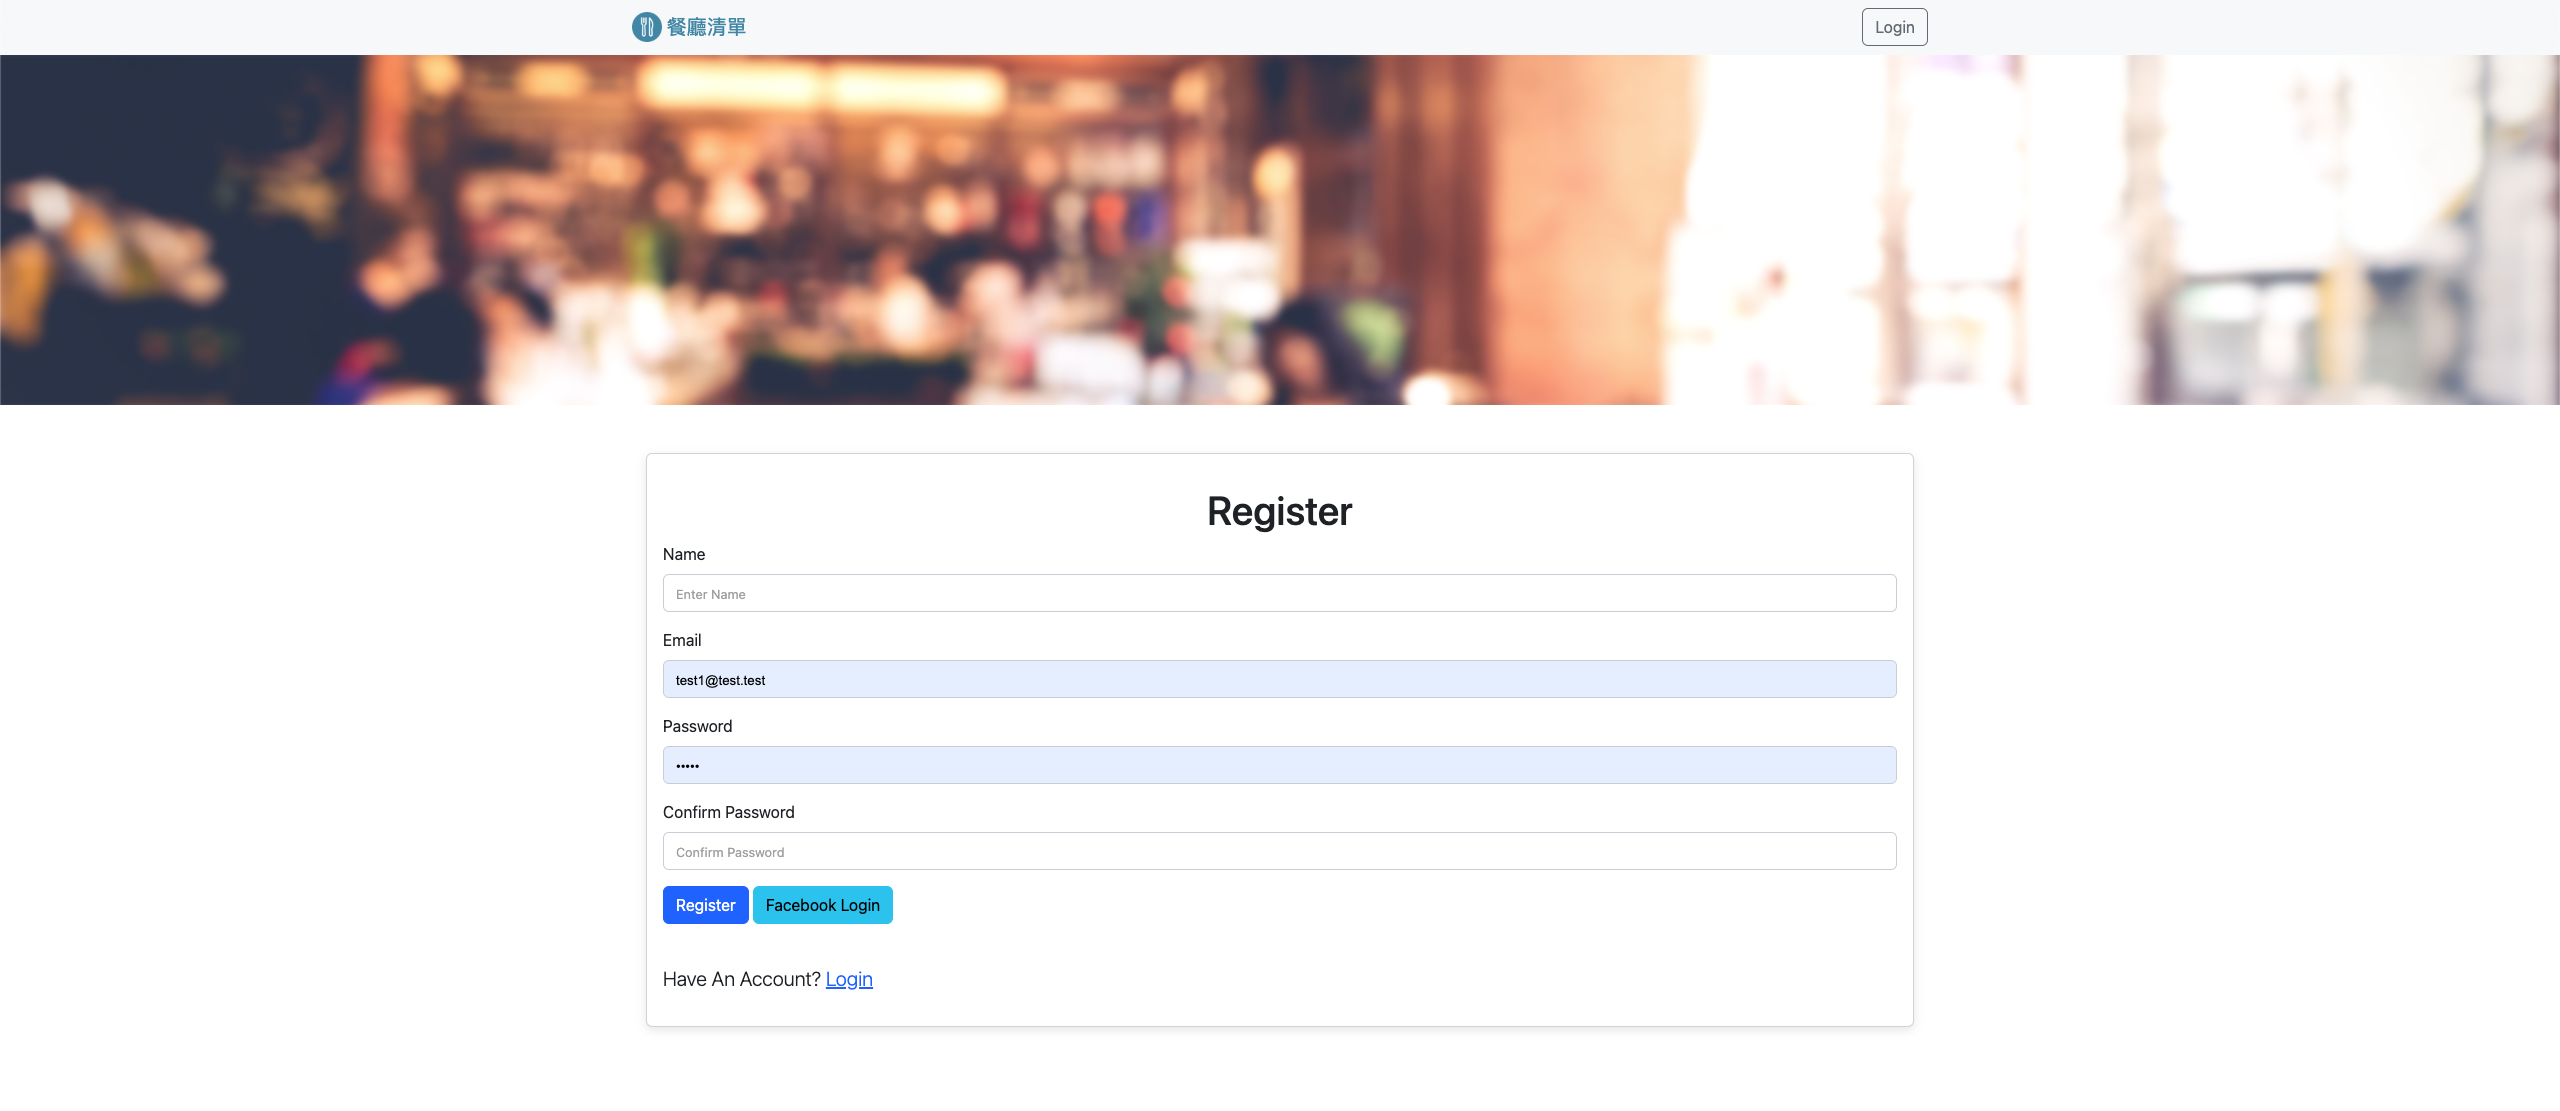 餐廳清單
Login
Register
Name
Enter Name
Email
test1@test.test
Password
•••••
Confirm Password
Confirm Password
Register Facebook Login
Have An Account? Login